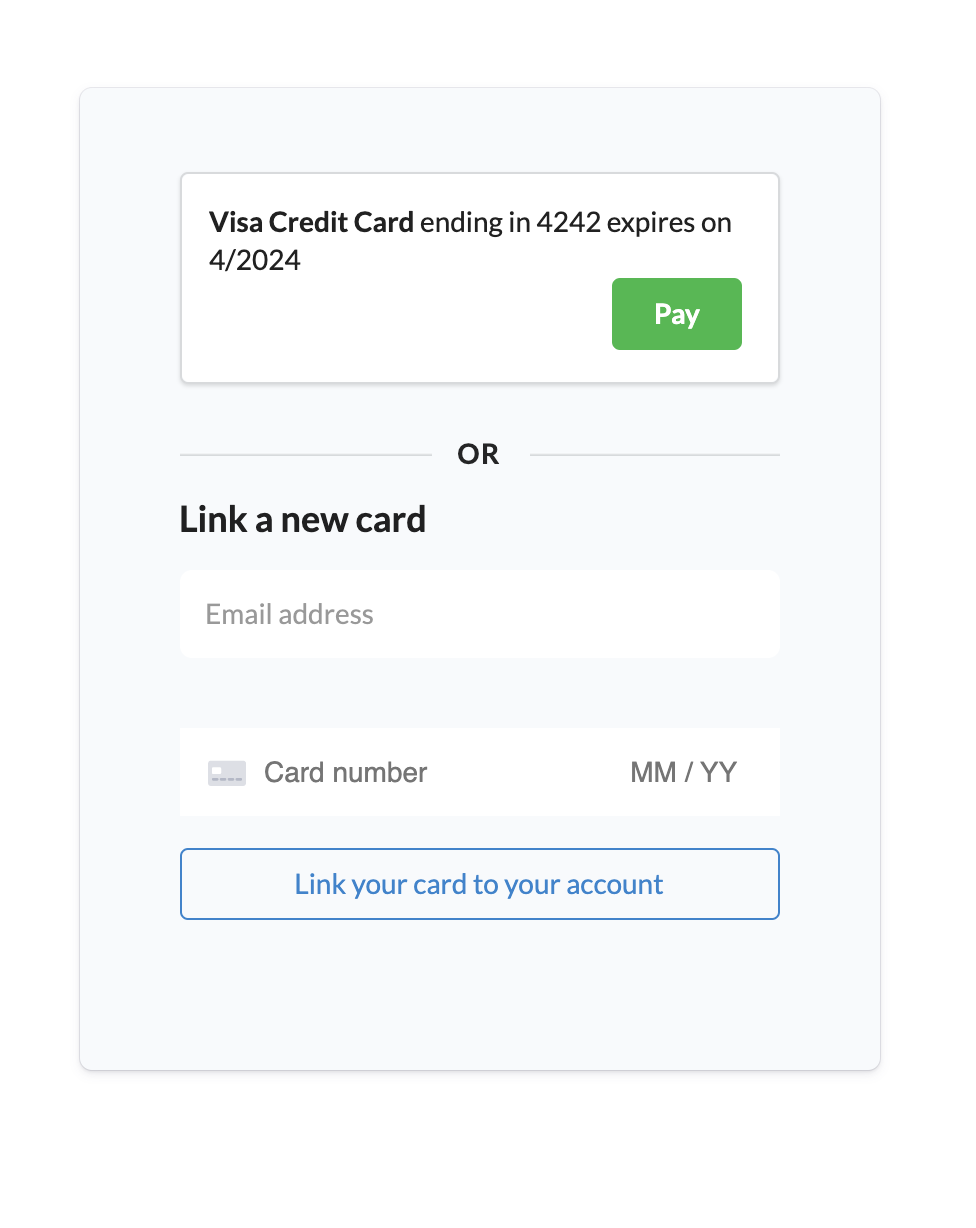 Visa Credit Card ending in 4242 expires on
4/2024
Pay
OR
Link a new card
Email address
Card number MM / YY
Link your card to your account